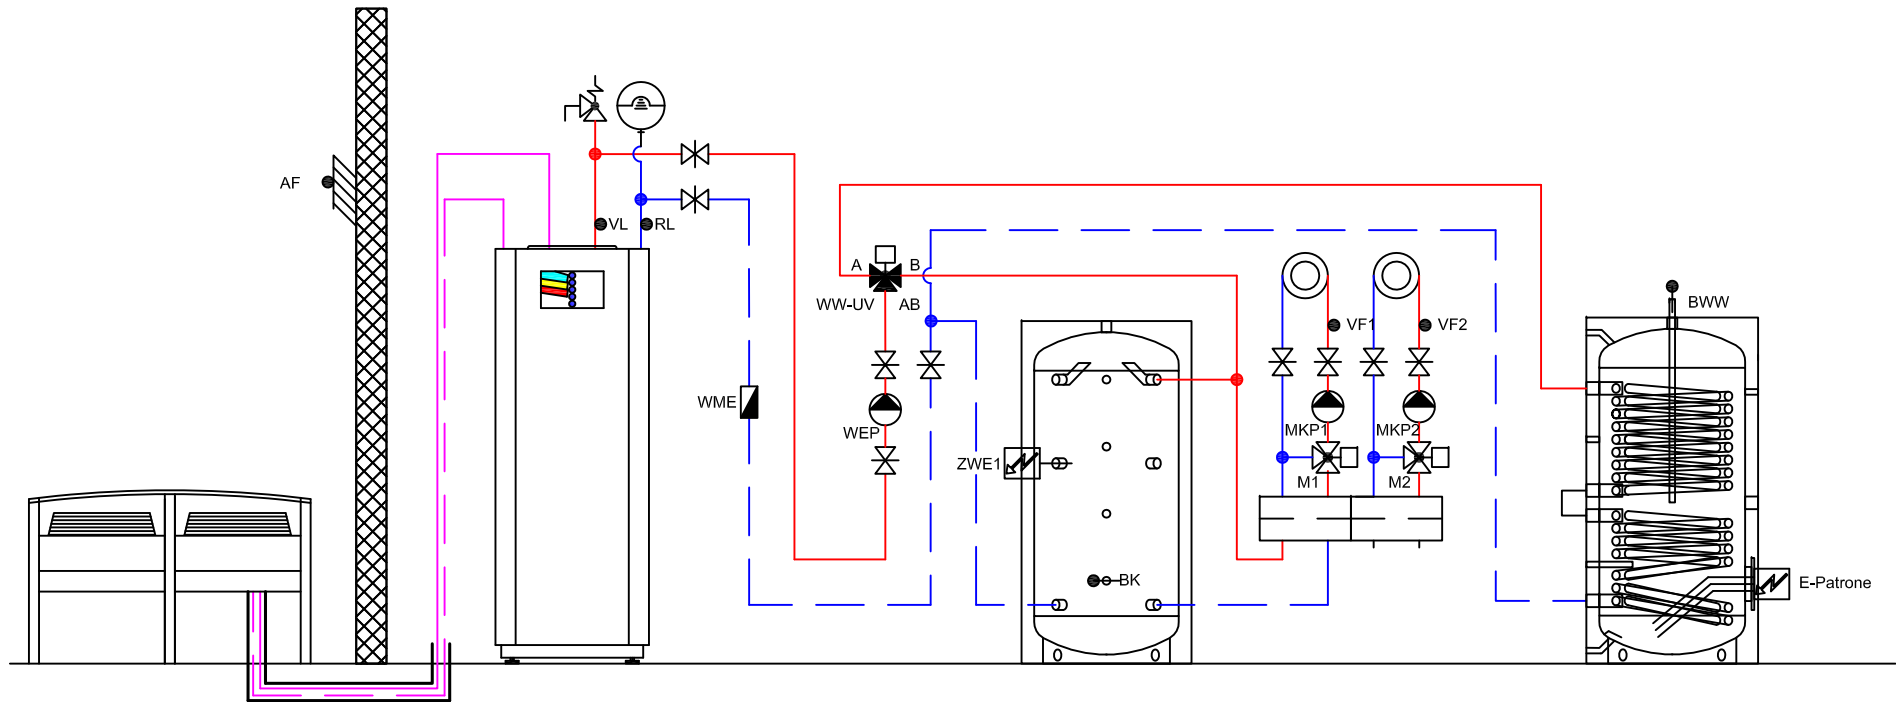 AF
VL
RL
A
B
WW-UV
AB
BWW
VF1
VF2
WME
WEP
MKP1
MKP2
ZWE1
M1
M2
BK
E-Patrone